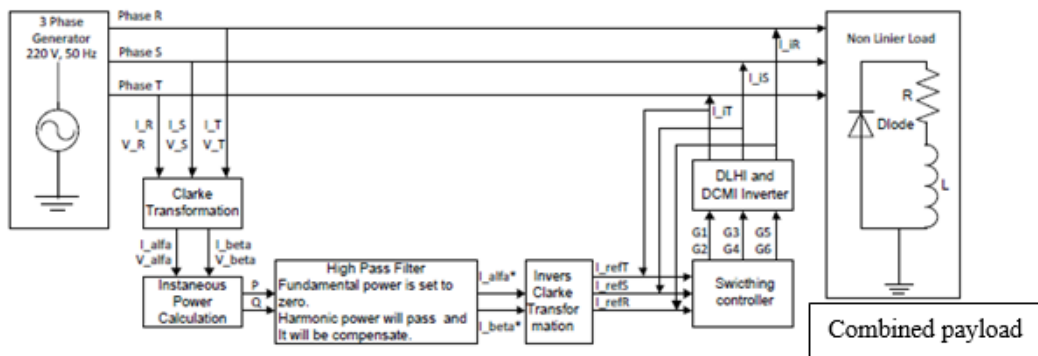 3 Phase
Generator
220 V, 50 Hz
Phase R
Phase S
Phase T
I_R
V_R
I_S
V_S
I_T
V_T
Clarke
Transformation
I_alfa
V_alfa
I_beta
V_beta
Instaneous
Power
Calculation
P
Q
High Pass Filter
Fundamental power is set to
zero.
Harmonic power will pass and
It will be compensate.
I_alfa*
I_beta*
Invers
Clarke
Transfor
mation
I_refT
I_refS
I_refR
Swicthing
controller
G1
G2
G3
G4
G5
G6
DLHI and
DCMI Inverter
I_iT
I_iS
I_iR
Non Linier Load
R
Dlode
L
Combined payload